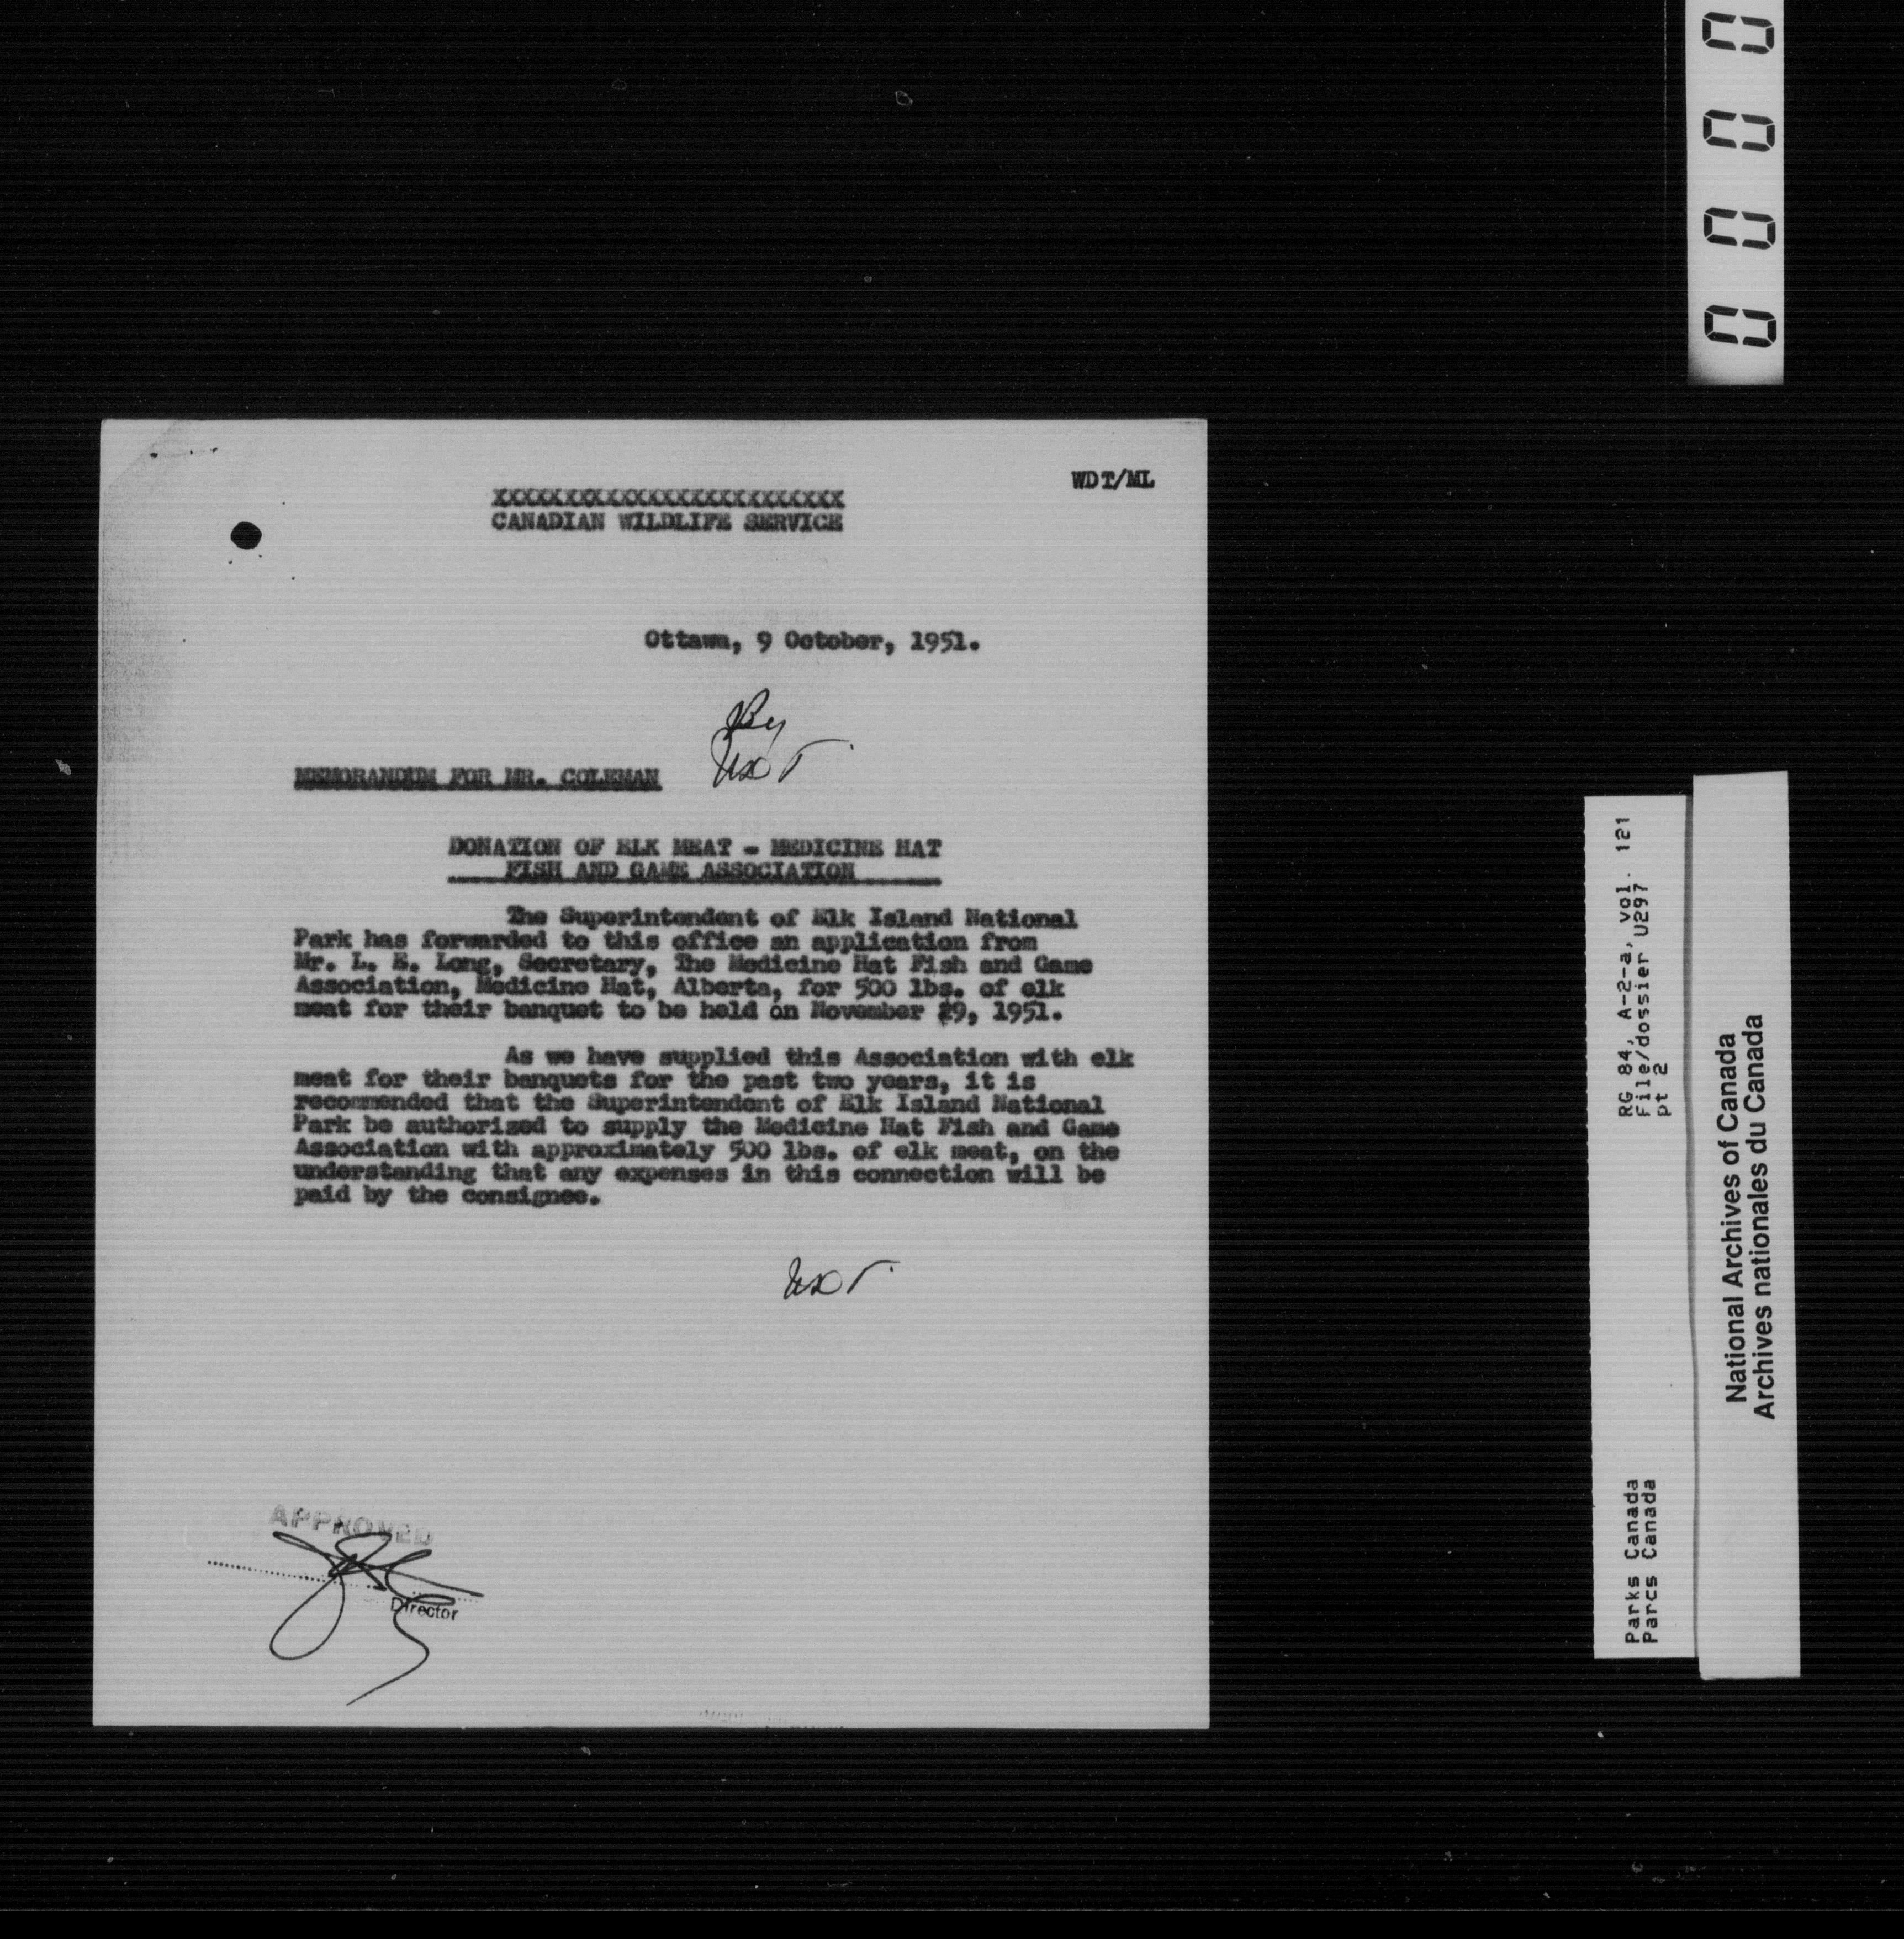 0 0 0 0
WDT/ML
XXXXXXXXXXXXXXXXXXXXXXXXX
CANADIAN WILDLIFE SERVICE
Ottawa, 9 October, 1951.
MEMORANDUM FOR MR. COLEMAN
DONATION OF ELK MEAT - MEDICINE HAT
FISH AND GAME ASSOCIATION
The Superintendent of Elk Island National
Park has forwarded to this office an application from
Mr. L. E. Long, Secretary, The Medicine Hat Fish and Game
Association, Medicine Hat, Alberta, for 500 lbs. of elk
meat for their banquet to be held on November 29, 1951.
As we have supplied this Association with elk
meat for their banquets for the past two years, it is
recommended that the Superintendent of Elk Island National
Park be authorized to supply the Medicine Hat Fish and Game
Association with approximately 500 lbs. of elk meat, on the
understanding that any expenses in this connection will be
paid by the consignee.
APPROVED
Director
RG 84, A-2-a, vol. 121
File/dossier U297
pt 2
Parks Canada
Parcs Canada
National Archives of Canada
Archives nationales du Canada